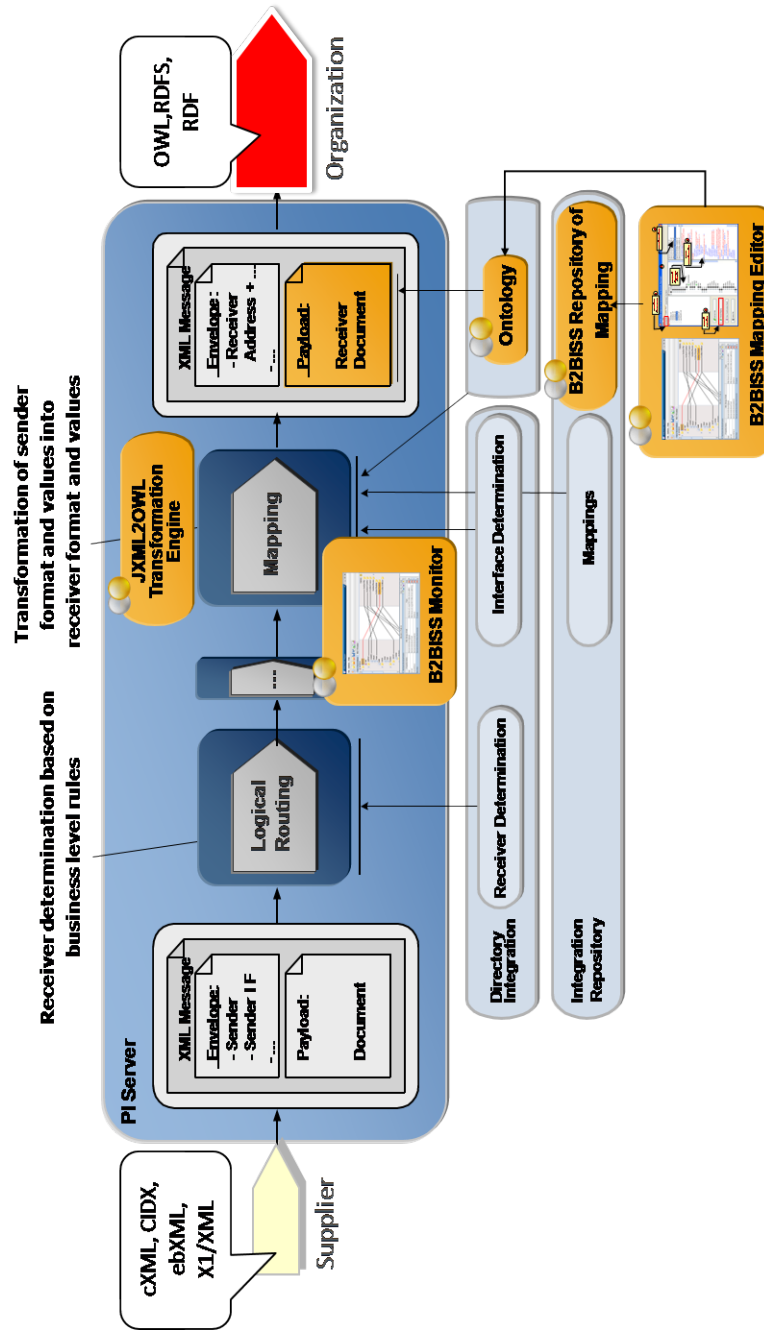 Receiver determination based on
business level rules
Transformation of sender
format and values into
receiver format and values
cXML, CIDX,
ebXML,
X1/XML
Supplier
PI Server
XML Message
Envelope:
- Sender
- Sender I F
- ...
Payload:
Document
Logical
Routing
...
JXML2OWL
Transformation
Engine
Mapping
B2BISS Monitor
XML Message
Envelope :
- Receiver
Address + ...
- ...
Payload:
Receiver
Document
OWL,RDFS,
RDF
Organization
Directory
Integration
Receiver Determination
Interface Determination
Ontology
Integration
Repository
Mappings
B2BISS Repository of
Mapping
B2BISS Mapping Editor